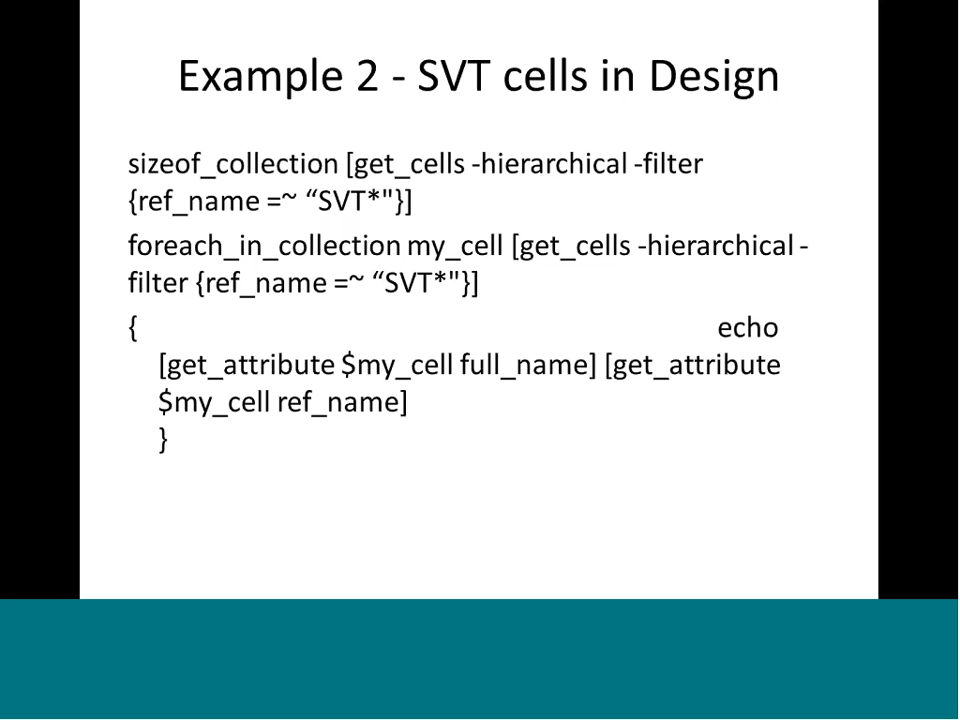 Example 2 - SVT cells in Design
sizeof_collection [get_cells -hierarchical -filter
{ref_name =~ “SVT*"}]
foreach_in_collection my_cell [get_cells -hierarchical -
filter {ref_name =~ “SVT*"}]
{ echo
[get_attribute $my_cell full_name] [get_attribute
$my_cell ref_name]
}